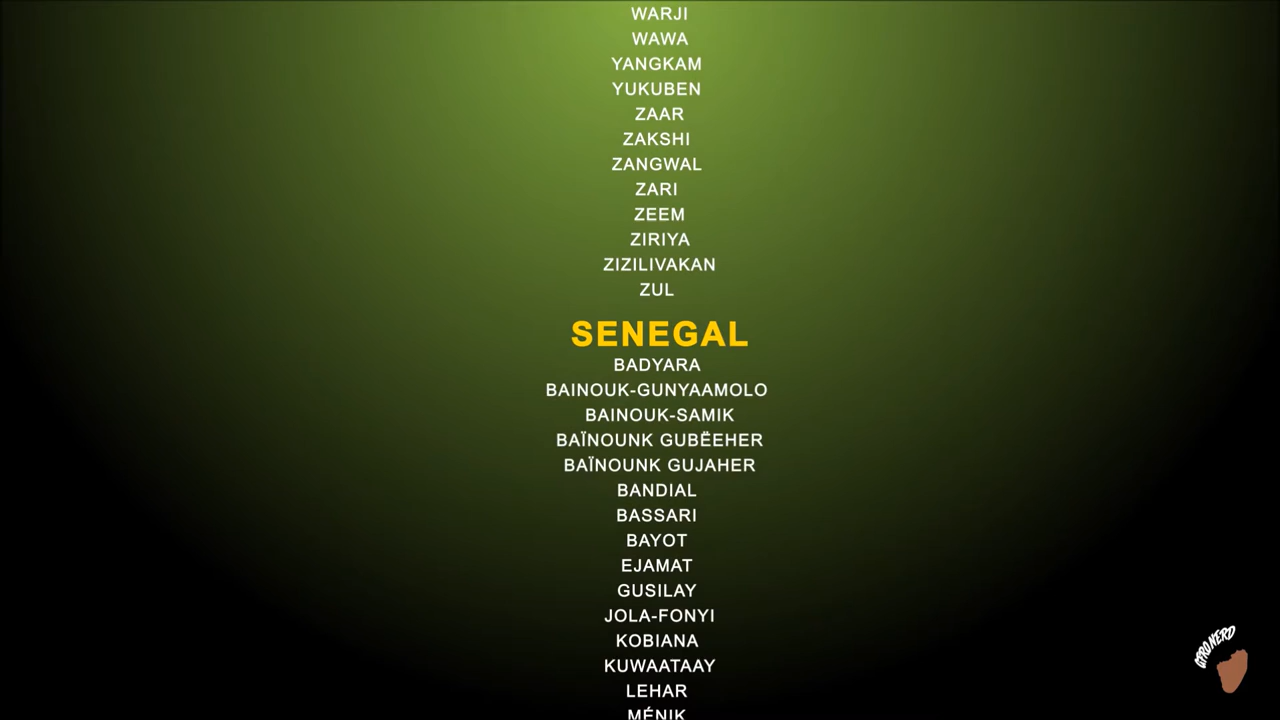 WARJI
WAWA
YANGKAM
YUKUBEN
ZAAR
ZAKSHI
ZANGWAL
ZARI
ZEEM
ZIRIYA
ZIZILIVAKAN
ZUL
SENEGAL
BADYARA
BAINOUK-GUNYAAMOLO
BAINOUK-SAMIK
BAÏNOUNK GUBËEHER
BAÏNOUNK GUJAHER
BANDIAL
BASSARI
BAYOT
EJAMAT
GUSILAY
JOLA-FONYI
KOBIANA
KUWAATAAY
LEHAR
MÉNIK